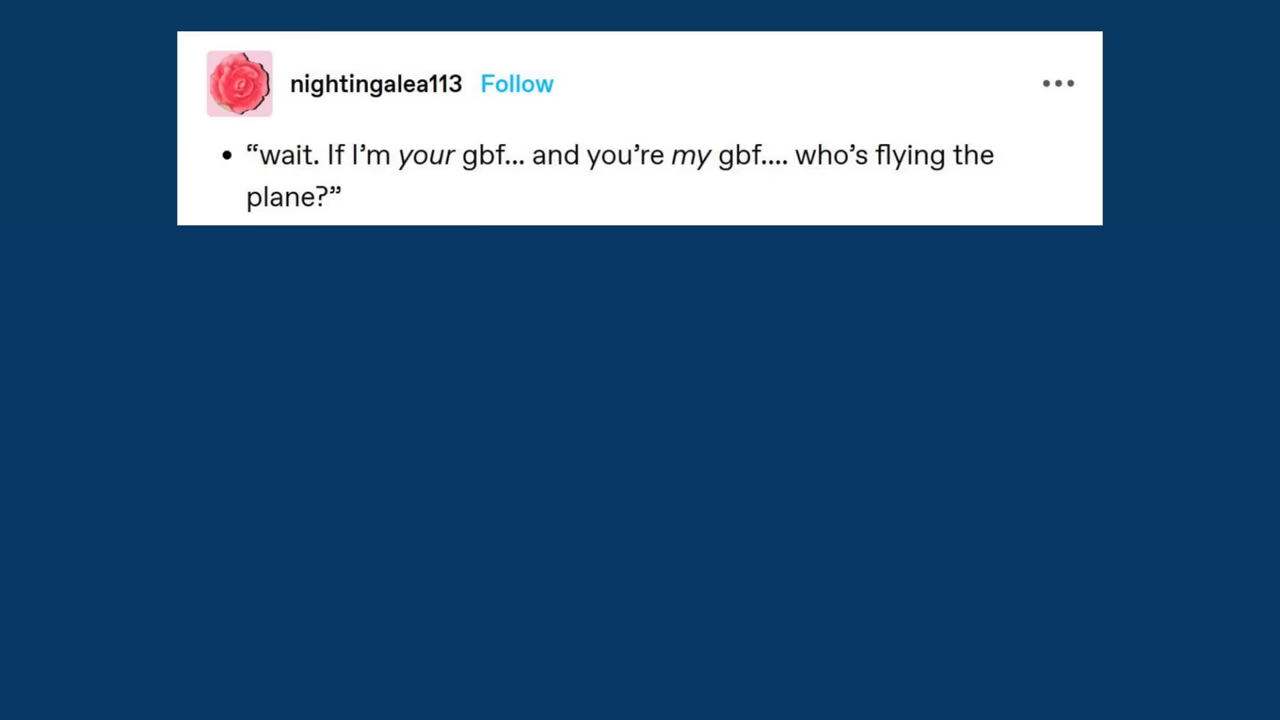 nightingalea113 Follow
• “wait. If I’m your gbf... and you’re my gbf.... who’s flying the
plane?”